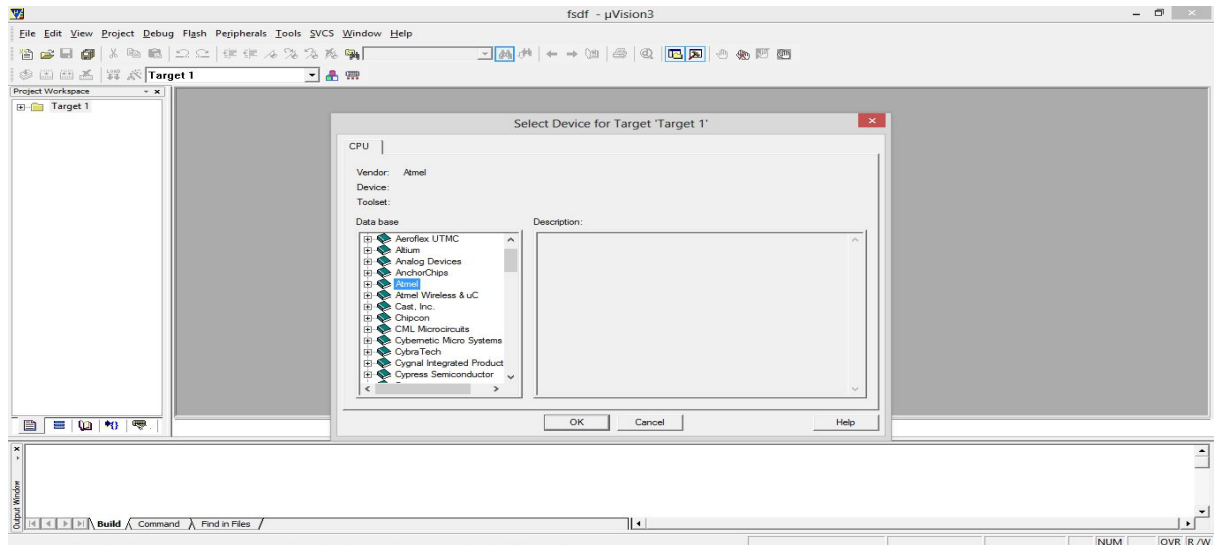 fsdf - µVision3
File Edit View Project Debug Flash Peripherals Tools SVCS Window Help
Target 1
Project Workspace
Target 1
Select Device for Target 'Target 1'
CPU
Vendor: Atmel
Device:
Toolset:
Data base
Description:
Aeroflex UTMC
Altium
Analog Devices
AnchorChips
Atmel
Atmel Wireless & uC
Cast, Inc.
Chipcon
CML Microcircuits
Cybernetic Micro Systems
CybraTech
Cygnal Integrated Product
Cypress Semiconductor
OK Cancel Help
Output Window
Build Command Find in Files
NUM OVR R/W